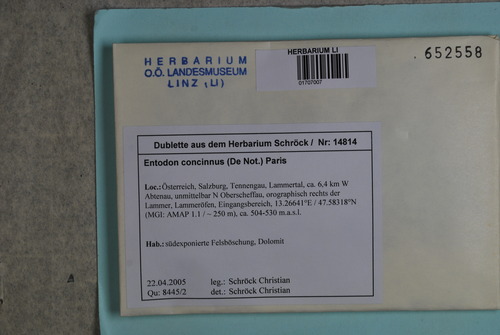 HERBARIUM
O.Ö. LANDESMUSEUM
LINZ (LI)
HERBARIUM LI
01707007
652558
Dublette aus dem Herbarium Schröck / Nr: 14814
Entodon concinnus (De Not.) Paris
Loc.: Österreich, Salzburg, Tennengau, Lammertal, ca. 6,4 km W
Abtenau, unmittelbar N Oberscheffau, orographisch rechts der
Lammer, Lammeröfen, Eingangsbereich, 13.26641°E / 47.58318°N
(MGI: AMAP 1.1 / ~ 250 m), ca. 504-530 m.a.s.l.
Hab.: südexponierte Felsböschung, Dolomit
22.04.2005 leg.: Schröck Christian
Qu: 8445/2 det.: Schröck Christian